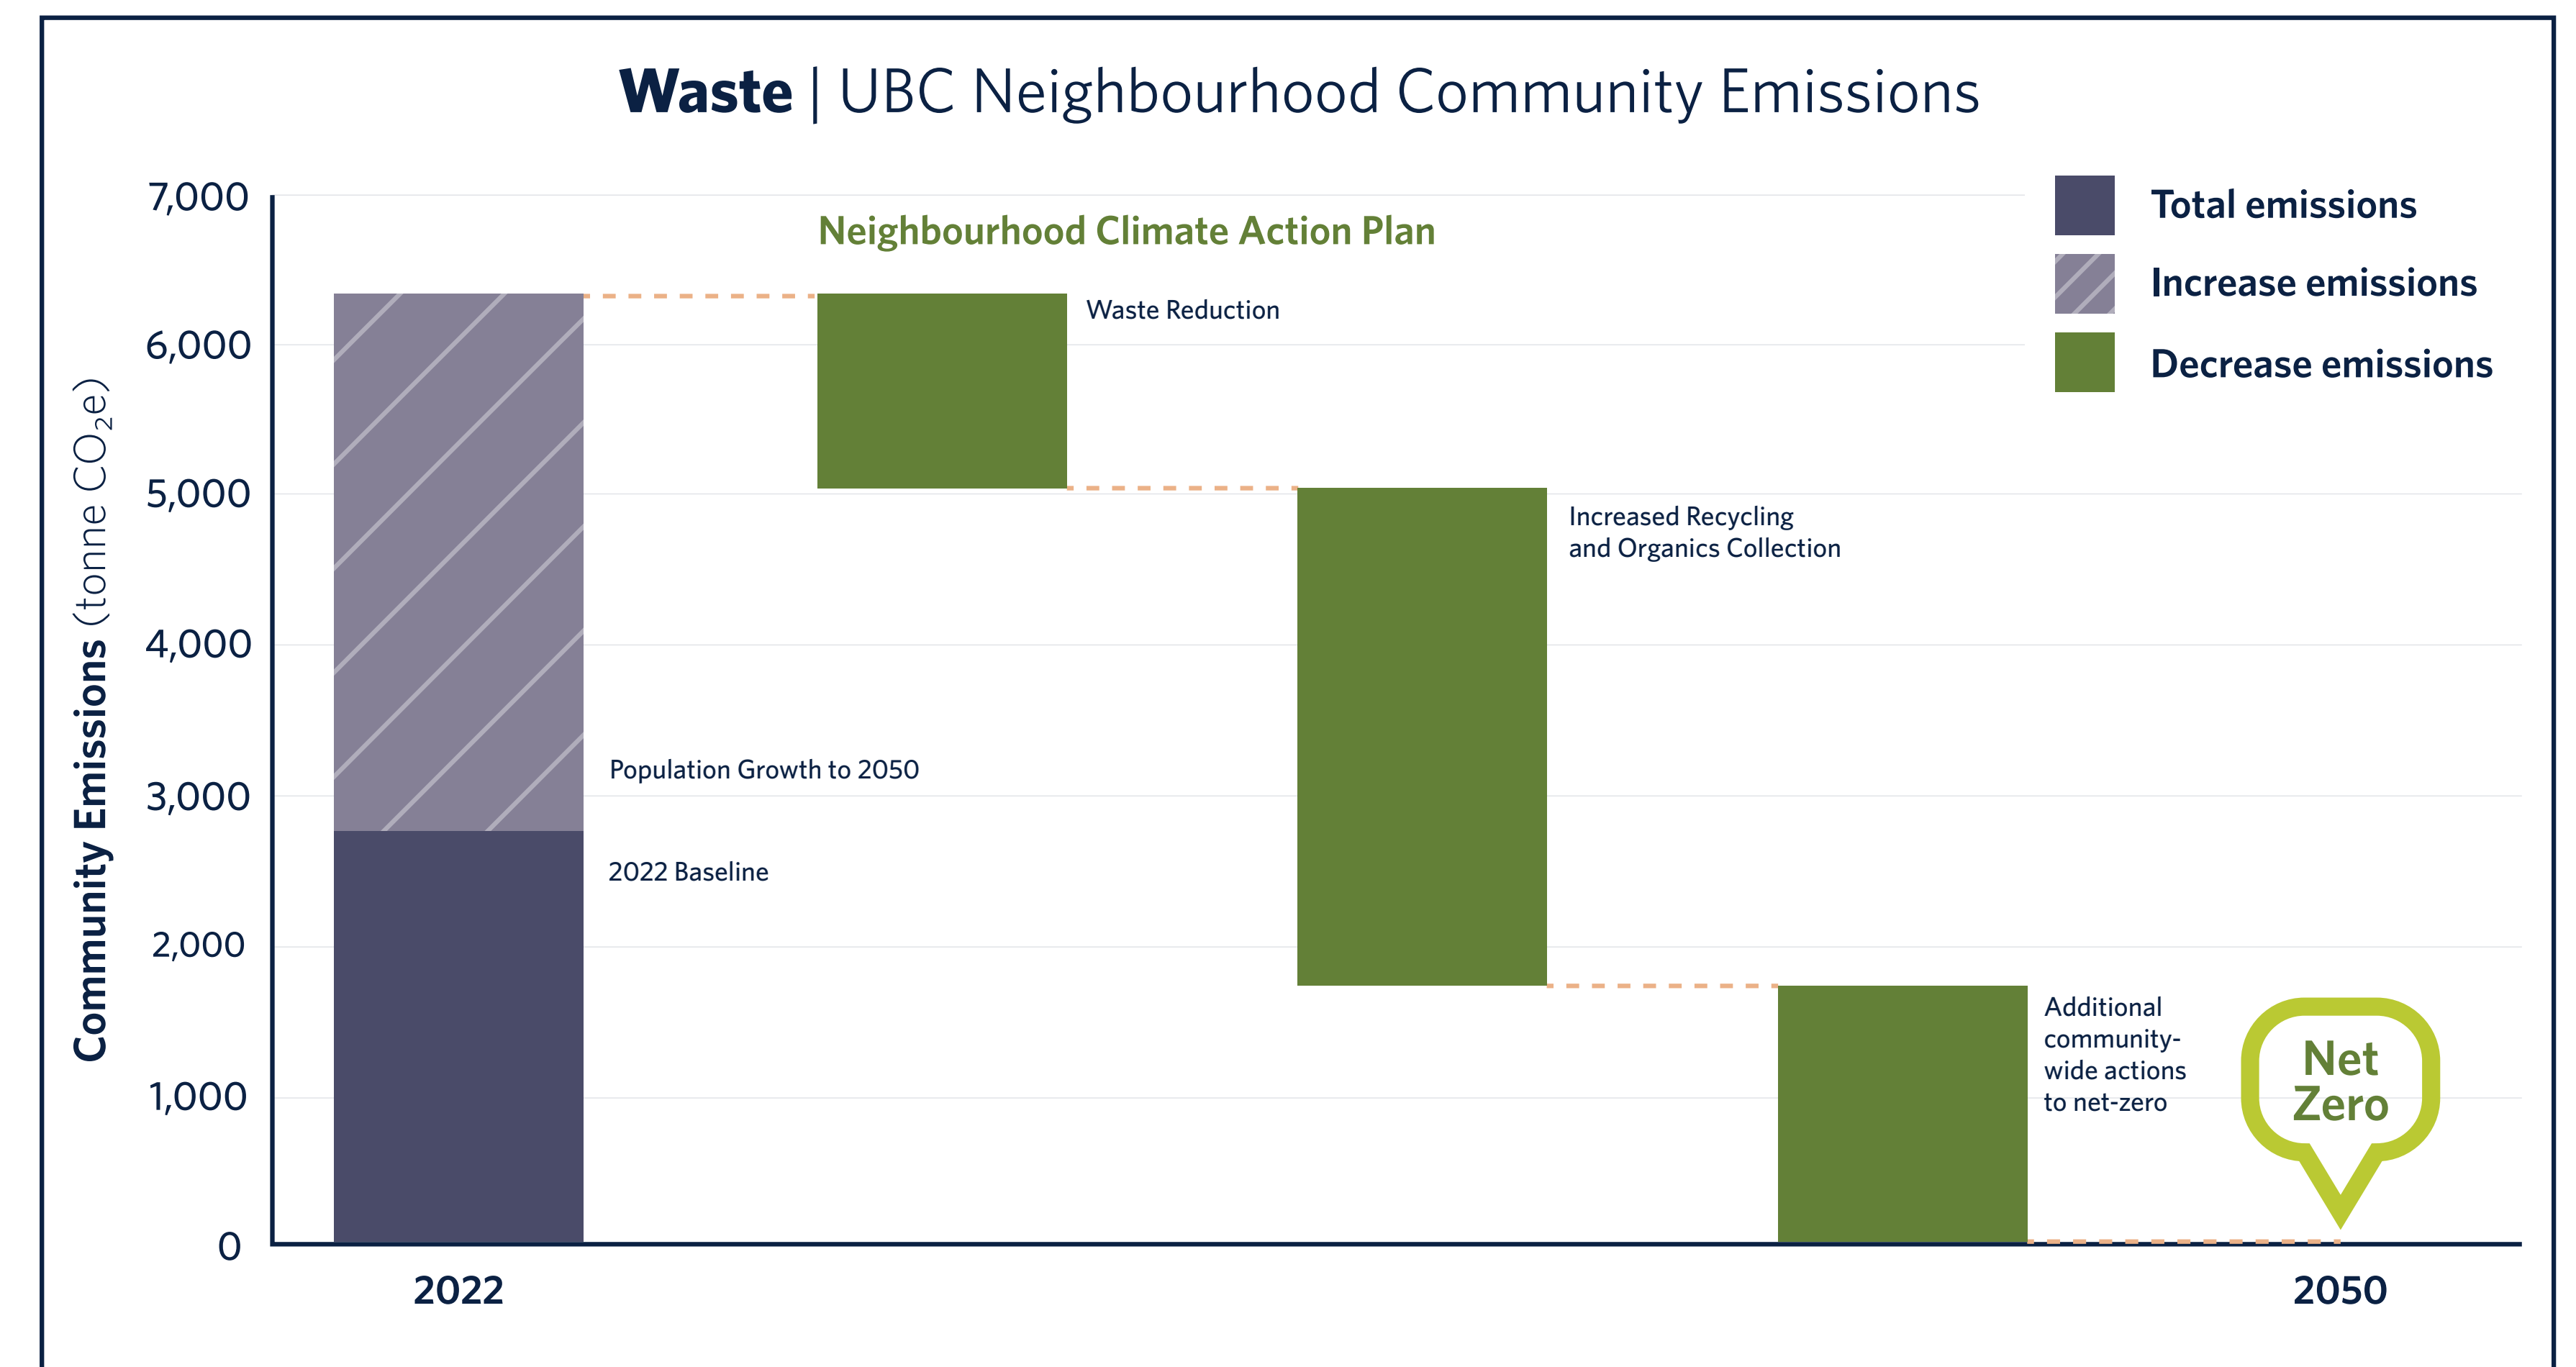 Waste | UBC Neighbourhood Community Emissions
Total emissions
Increase emissions
Decrease emissions
Neighbourhood Climate Action Plan
Community Emissions (tonne CO₂e)
7,000
6,000
5,000
4,000
3,000
2,000
1,000
0
Waste Reduction
Increased Recycling
and Organics Collection
Population Growth to 2050
2022 Baseline
Additional
community-
wide actions
to net-zero
Net
Zero
2022
2050